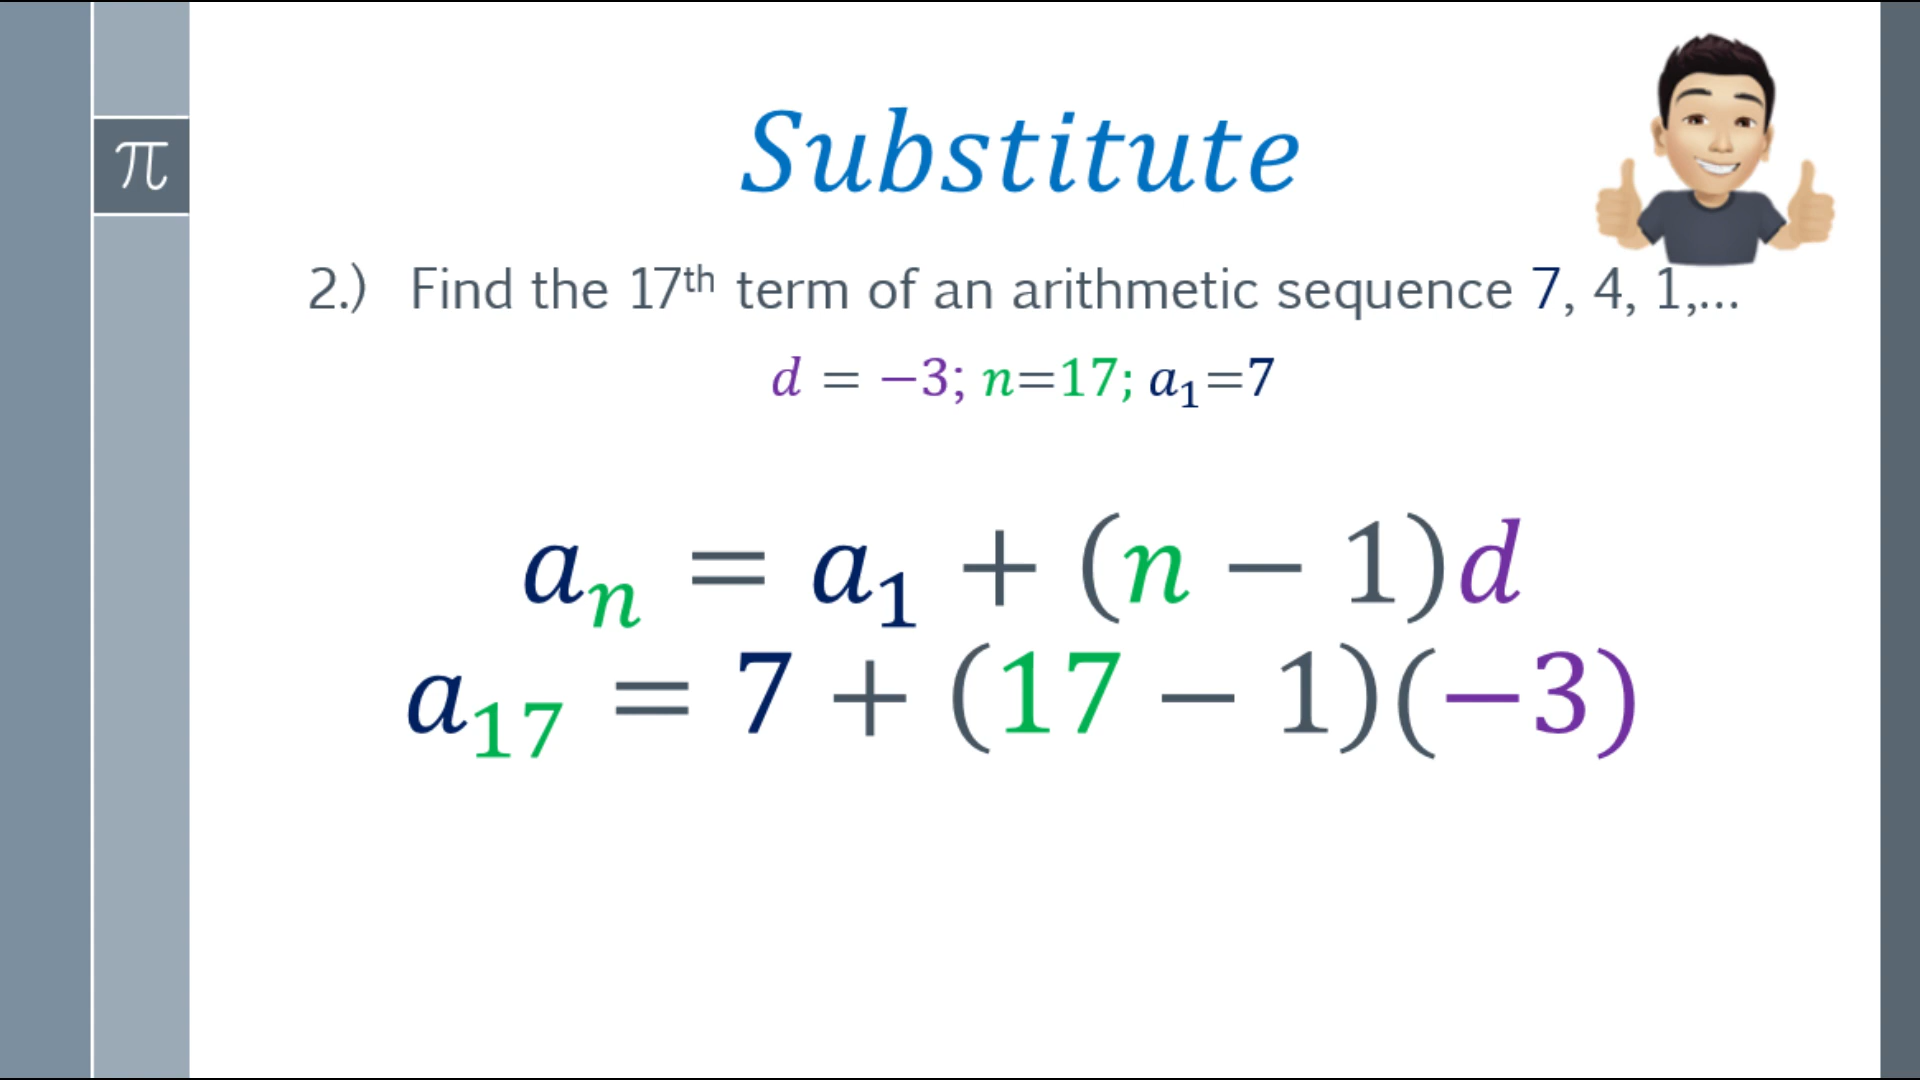 π
Substitute
2.) Find the 17th term of an arithmetic sequence 7, 4, 1,...
d = −3; n=17; a₁=7
aₙ = a₁ + (n − 1)d
a₁₇ = 7 + (17 − 1)(−3)